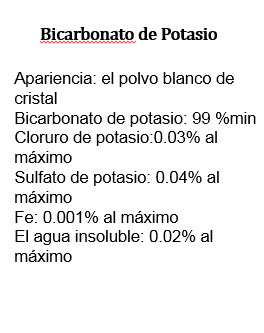 Bicarbonato de Potasio
Apariencia: el polvo blanco de
cristal
Bicarbonato de potasio: 99 %min
Cloruro de potasio:0.03% al
máximo
Sulfato de potasio: 0.04% al
máximo
Fe: 0.001% al máximo
El agua insoluble: 0.02% al
máximo